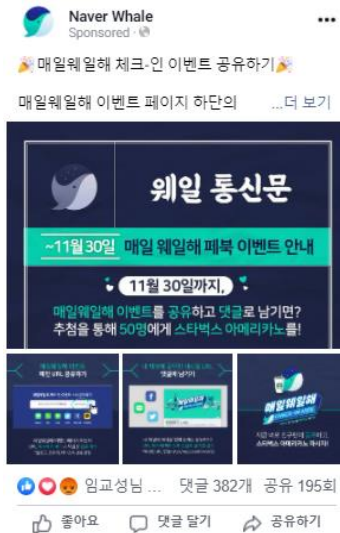 Naver Whale
Sponsored ·
매일웨일해 체크-인 이벤트 공유하기
매일웨일해 이벤트 페이지 하단의 ...더 보기
웨일 통신문
~11월 30일 매일 웨일해 페북 이벤트 안내
11월 30일까지,
매일웨일해 이벤트를 공유하고 댓글로 남기면?
추첨을 통해 50명에게 스타벅스 아메리카노를!
매일웨일해
임교성님 ... 댓글 382개 공유 195회
좋아요 댓글 달기 공유하기